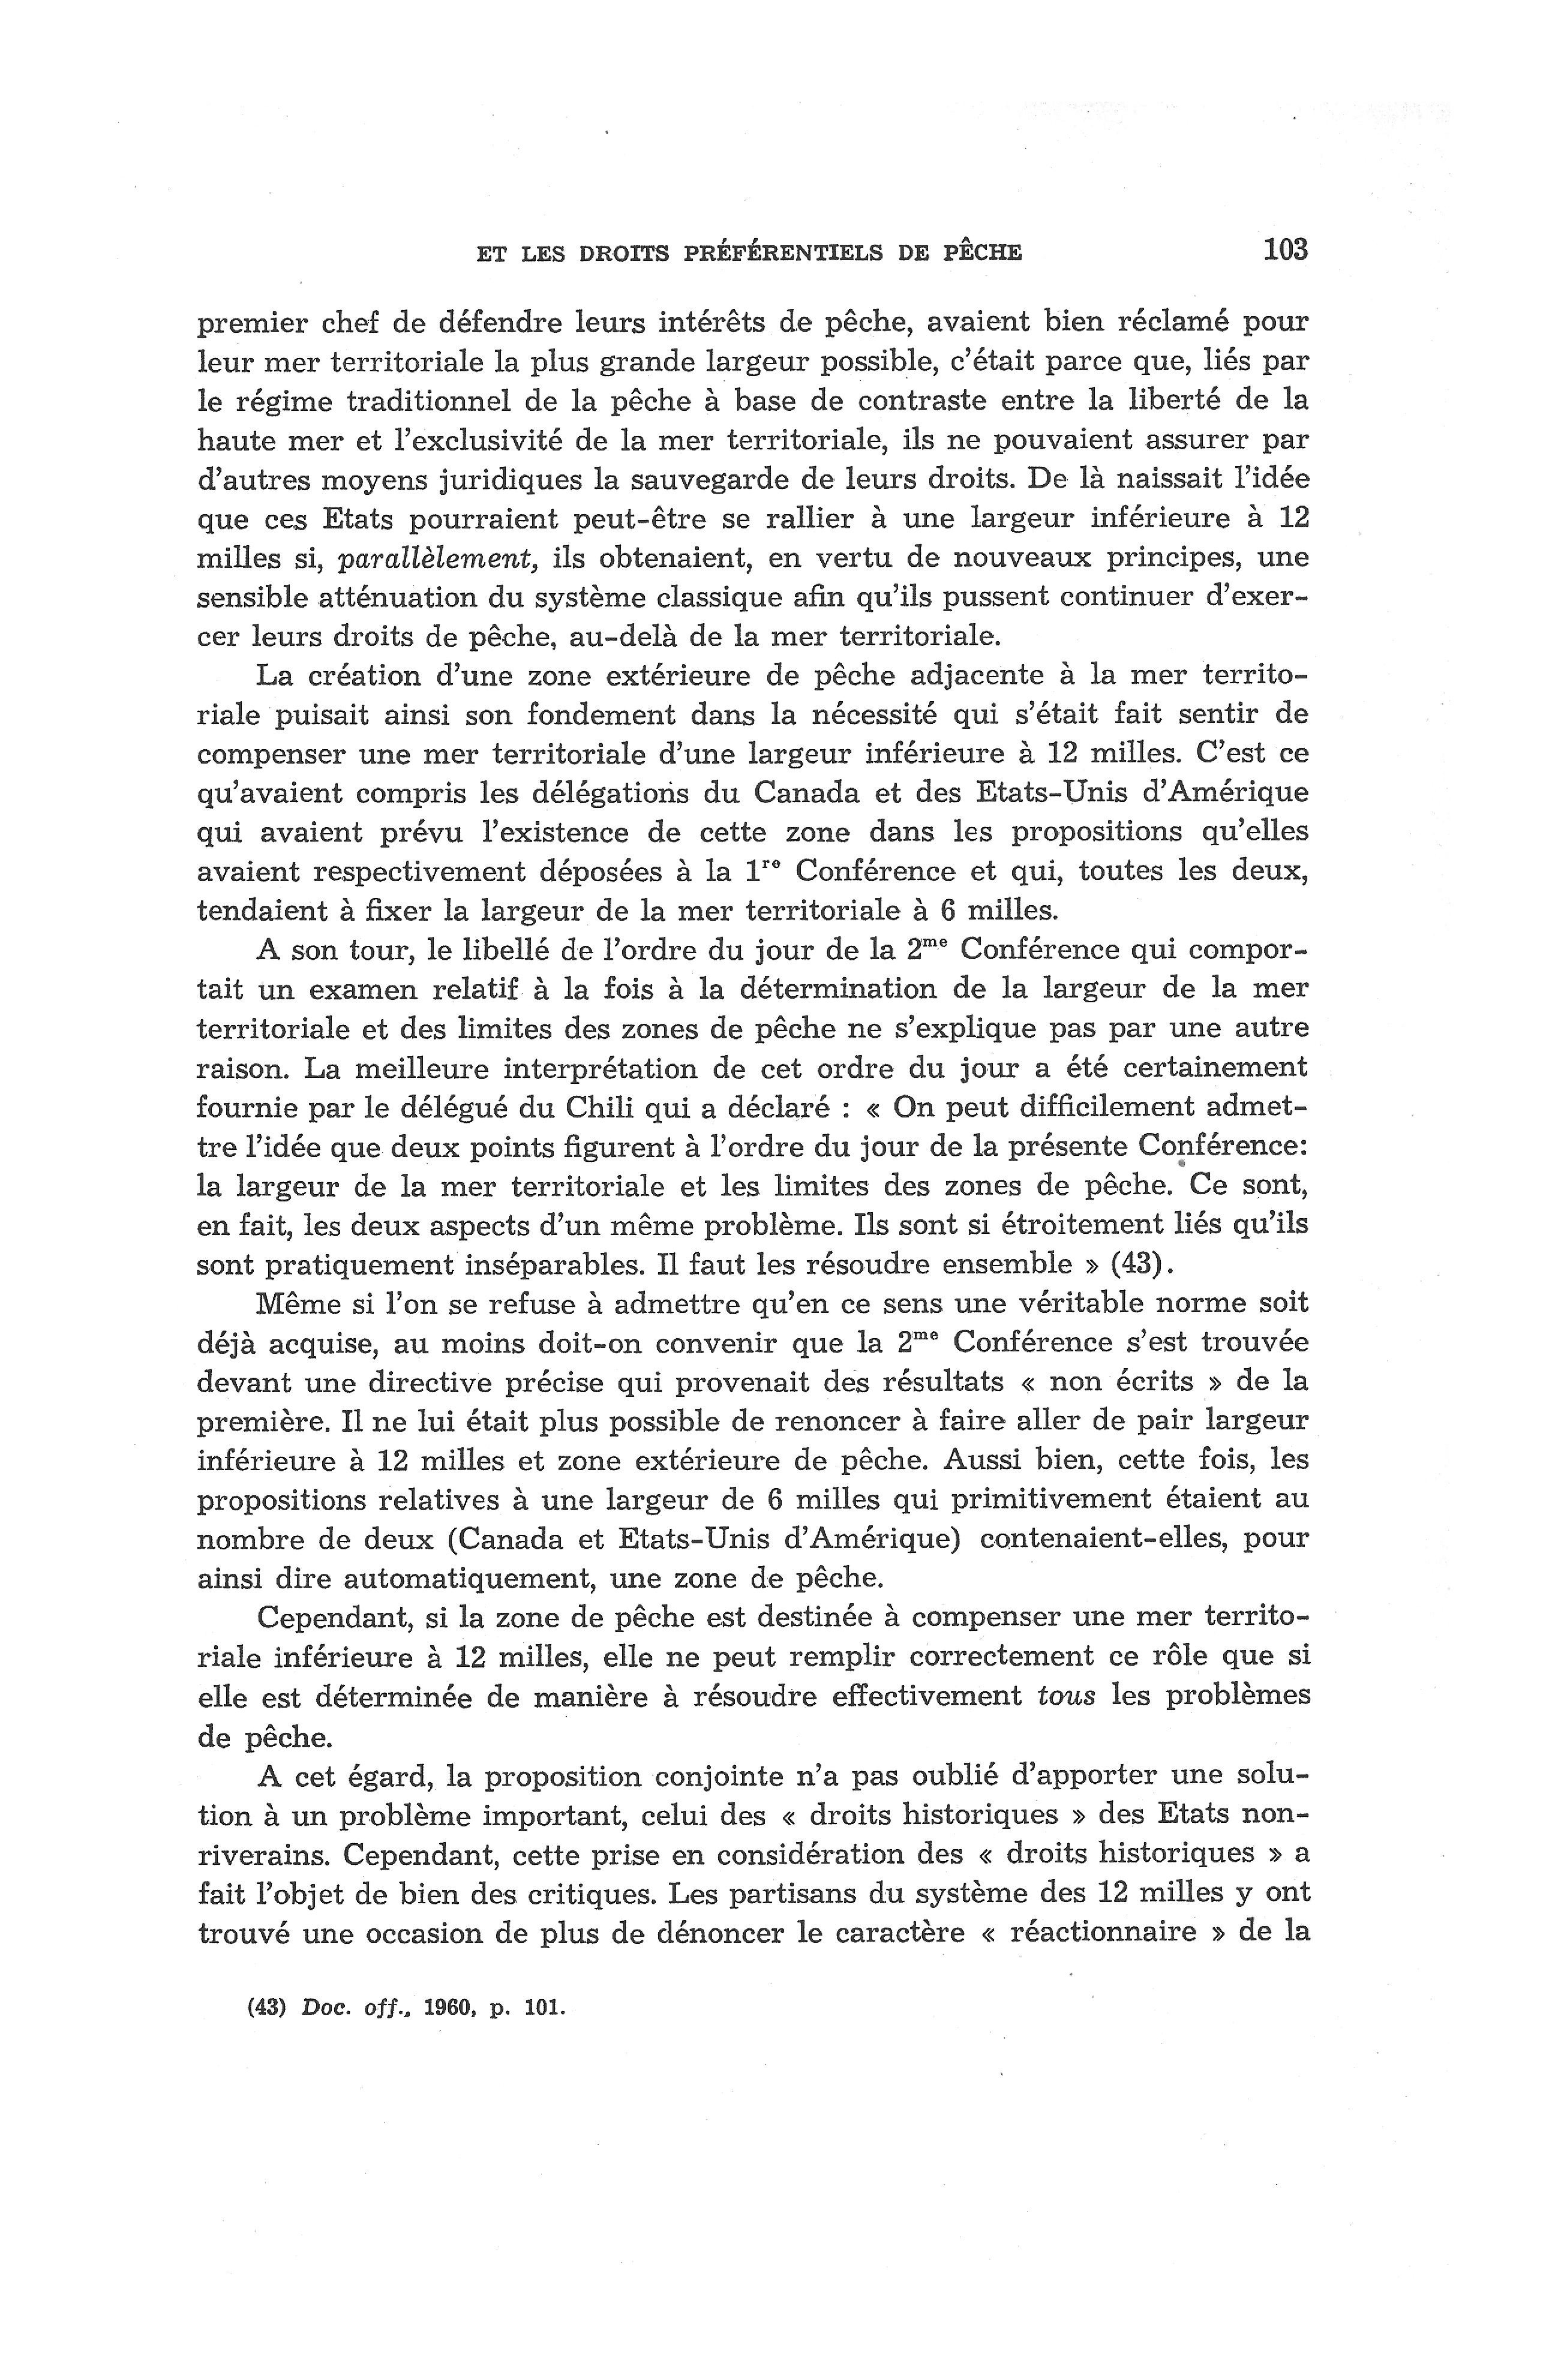 ET LES DROITS PRÉFÉRENTIELS DE PÊCHE 103
premier chef de défendre leurs intérêts de pêche, avaient bien réclamé pour
leur mer territoriale la plus grande largeur possible, c'était parce que, liés par
le régime traditionnel de la pêche à base de contraste entre la liberté de la
haute mer et l'exclusivité de la mer territoriale, ils ne pouvaient assurer par
d'autres moyens juridiques la sauvegarde de leurs droits. De là naissait l'idée
que ces Etats pourraient peut-être se rallier à une largeur inférieure à 12
milles si, parallèlement, ils obtenaient, en vertu de nouveaux principes, une
sensible atténuation du système classique afin qu'ils pussent continuer d'exer-
cer leurs droits de pêche, au-delà de la mer territoriale.
La création d'une zone extérieure de pêche adjacente à la mer territo-
riale puisait ainsi son fondement dans la nécessité qui s'était fait sentir de
compenser une mer territoriale d'une largeur inférieure à 12 milles. C'est ce
qu'avaient compris les délégations du Canada et des Etats-Unis d'Amérique
qui avaient prévu l'existence de cette zone dans les propositions qu'elles
avaient respectivement déposées à la 1re Conférence et qui, toutes les deux,
tendaient à fixer la largeur de la mer territoriale à 6 milles.
A son tour, le libellé de l'ordre du jour de la 2me Conférence qui compor-
tait un examen relatif à la fois à la détermination de la largeur de la mer
territoriale et des limites des zones de pêche ne s'explique pas par une autre
raison. La meilleure interprétation de cet ordre du jour a été certainement
fournie par le délégué du Chili qui a déclaré : « On peut difficilement admet-
tre l'idée que deux points figurent à l'ordre du jour de la présente Conférence:
la largeur de la mer territoriale et les limites des zones de pêche. Ce sont,
en fait, les deux aspects d'un même problème. Ils sont si étroitement liés qu'ils
sont pratiquement inséparables. Il faut les résoudre ensemble » (43).
Même si l'on se refuse à admettre qu'en ce sens une véritable norme soit
déjà acquise, au moins doit-on convenir que la 2me Conférence s'est trouvée
devant une directive précise qui provenait des résultats « non écrits » de la
première. Il ne lui était plus possible de renoncer à faire aller de pair largeur
inférieure à 12 milles et zone extérieure de pêche. Aussi bien, cette fois, les
propositions relatives à une largeur de 6 milles qui primitivement étaient au
nombre de deux (Canada et Etats-Unis d'Amérique) contenaient-elles, pour
ainsi dire automatiquement, une zone de pêche.
Cependant, si la zone de pêche est destinée à compenser une mer territo-
riale inférieure à 12 milles, elle ne peut remplir correctement ce rôle que si
elle est déterminée de manière à résoudre effectivement tous les problèmes
de pêche.
A cet égard, la proposition conjointe n'a pas oublié d'apporter une solu-
tion à un problème important, celui des « droits historiques » des Etats non-
riverains. Cependant, cette prise en considération des « droits historiques » a
fait l'objet de bien des critiques. Les partisans du système des 12 milles y ont
trouvé une occasion de plus de dénoncer le caractère « réactionnaire » de la
(43) Doc. off., 1960, p. 101.